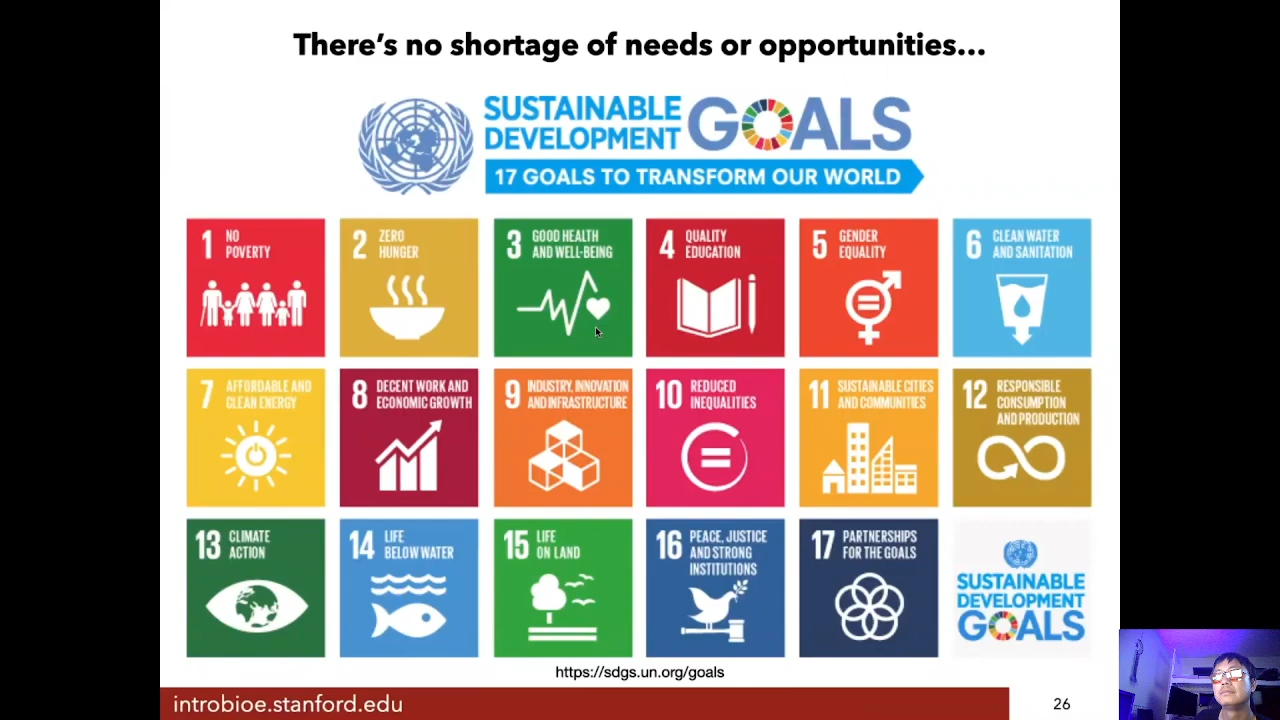 There's no shortage of needs or opportunities...
SUSTAINABLE
DEVELOPMENT
GOALS
17 GOALS TO TRANSFORM OUR WORLD
1 NO
POVERTY
2 ZERO
HUNGER
3 GOOD HEALTH
AND WELL-BEING
4 QUALITY
EDUCATION
5 GENDER
EQUALITY
6 CLEAN WATER
AND SANITATION
7 AFFORDABLE AND
CLEAN ENERGY
8 DECENT WORK AND
ECONOMIC GROWTH
9 INDUSTRY, INNOVATION
AND INFRASTRUCTURE
10 REDUCED
INEQUALITIES
11 SUSTAINABLE CITIES
AND COMMUNITIES
12 RESPONSIBLE
CONSUMPTION
AND PRODUCTION
13 CLIMATE
ACTION
14 LIFE
BELOW WATER
15 LIFE
ON LAND
16 PEACE, JUSTICE
AND STRONG
INSTITUTIONS
17 PARTNERSHIPS
FOR THE GOALS
SUSTAINABLE
DEVELOPMENT
GOALS
https://sdgs.un.org/goals
introbioe.stanford.edu
26